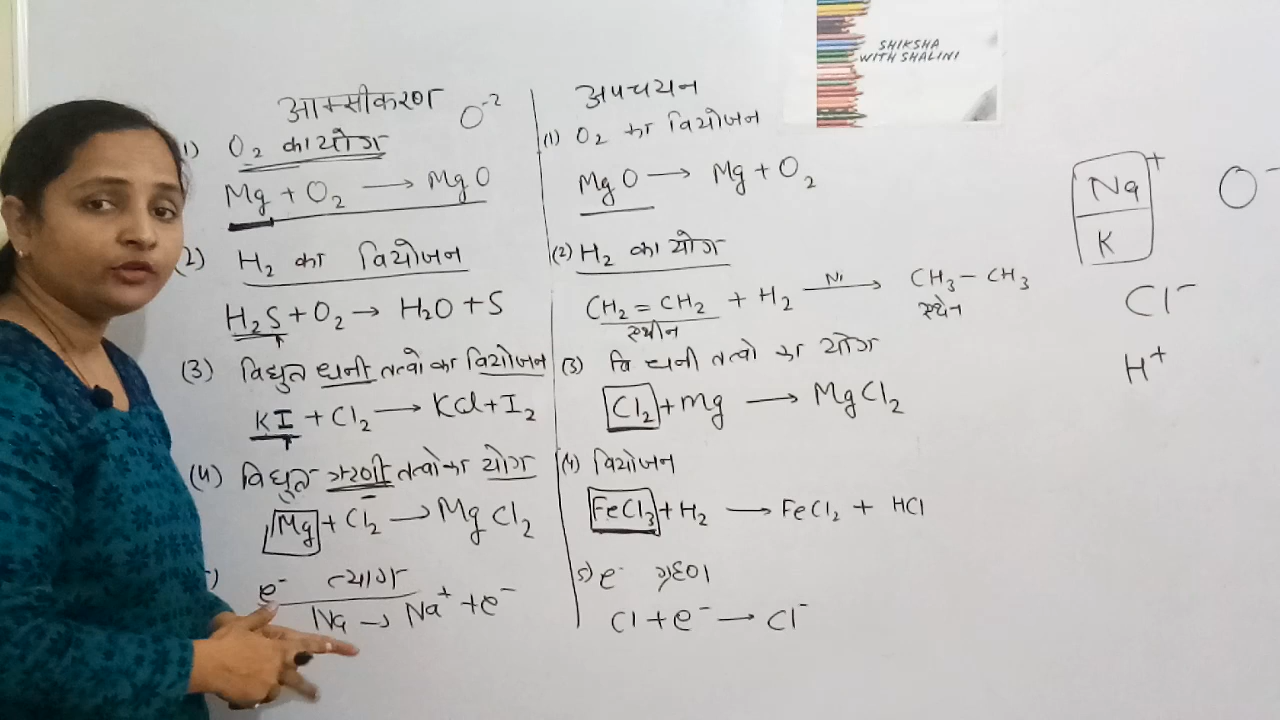 SHIKSHA
WITH SHALINI
आक्सीकरण O⁻²
1) O₂ का योग
Mg + O₂ → MgO
(2) H₂ का वियोजन
H₂S + O₂ → H₂O + S
(3) विद्युत धनी तत्वो का वियोजन
KI + Cl₂ → KCl + I₂
(4) विद्युत ऋणी तत्वो का योग
Mg + Cl₂ → MgCl₂
) e⁻ त्याग
Na → Na⁺ + e⁻
अपचयन
(1) O₂ का वियोजन
MgO → Mg + O₂
(2) H₂ का योग
CH₂ = CH₂ + H₂ Ni → CH₃ – CH₃
एथीन एथेन
(3) वि धनी तत्वो का योग
Cl₂ + mg → MgCl₂
(4) वियोजन
FeCl₃ + H₂ → FeCl₂ + HCl
5) e⁻ ग्रहण
Cl + e⁻ → Cl⁻
Na⁺ O⁻
K
Cl⁻
H⁺